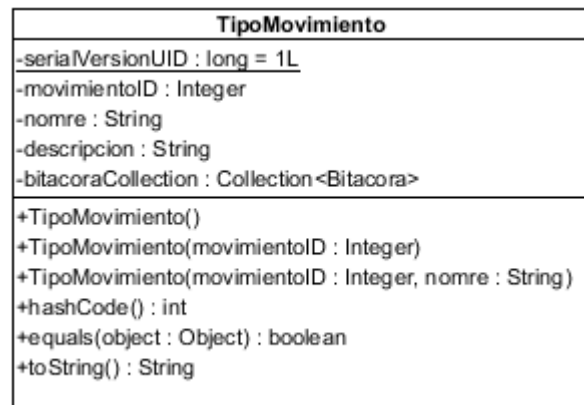 TipoMovimiento
-serialVersionUID : long = 1L
-movimientoID : Integer
-nomre : String
-descripcion : String
-bitacoraCollection : Collection<Bitacora>
+TipoMovimiento()
+TipoMovimiento(movimientoID : Integer)
+TipoMovimiento(movimientoID : Integer, nomre : String)
+hashCode() : int
+equals(object : Object) : boolean
+toString() : String